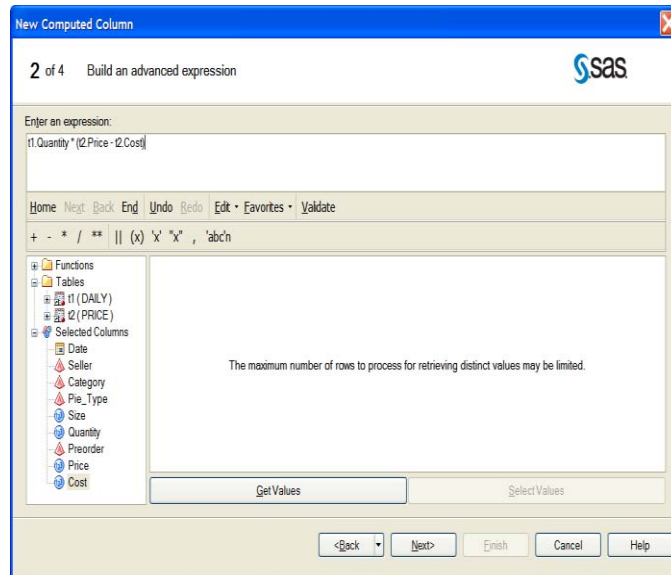 New Computed Column
2 of 4 Build an advanced expression
sas
Enter an expression:
t1.Quantity * (t2.Price - t2.Cost)
Home Next Back End Undo Redo Edit Favorites Validate
+ - * / ** || (x) 'x' "x" , 'abc'n
Functions
Tables
t1 (DAILY)
t2 (PRICE)
Selected Columns
Date
Seller
Category
Pie_Type
Size
Quantity
Preorder
Price
Cost
The maximum number of rows to process for retrieving distinct values may be limited.
Get Values Select Values
<Back Next> Finish Cancel Help